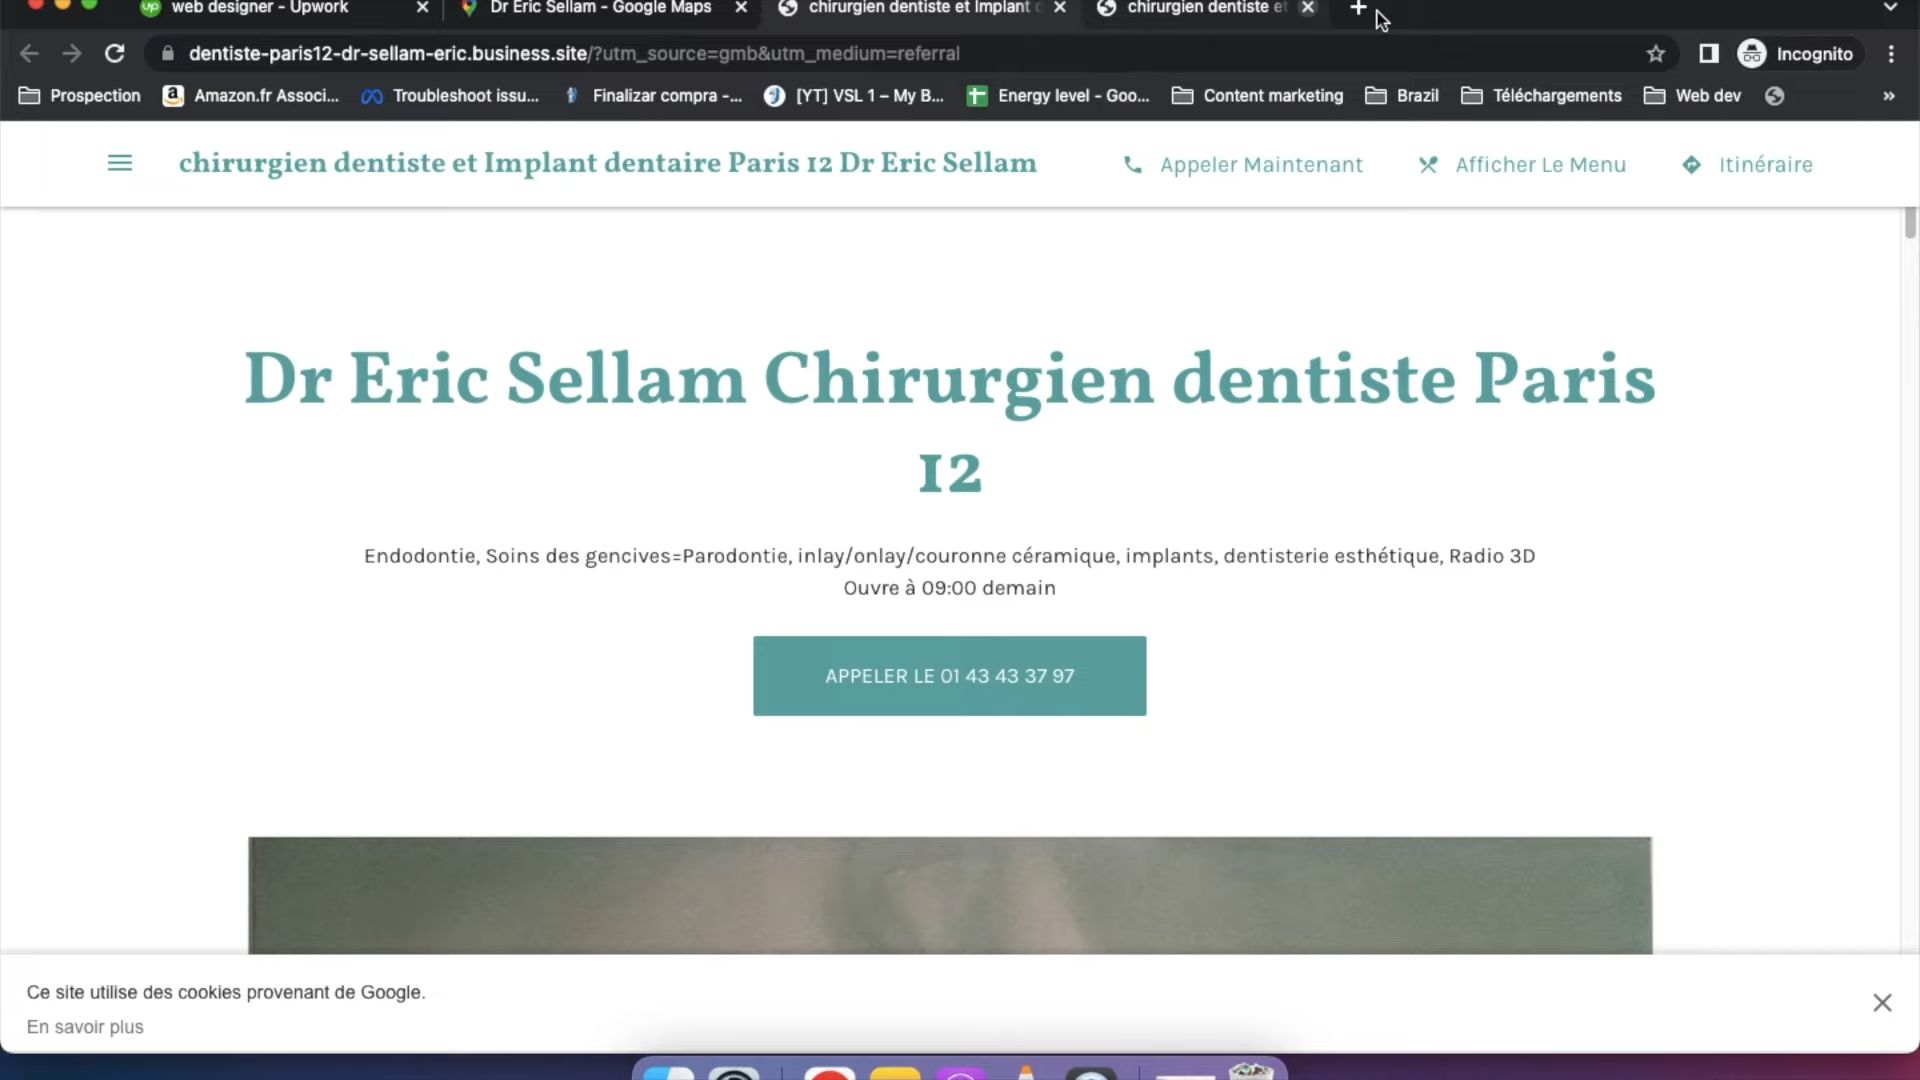 web designer - Upwork
Dr Eric Sellam - Google Maps
chirurgien dentiste et Implant
chirurgien dentiste et
dentiste-paris12-dr-sellam-eric.business.site/?utm_source=gmb&utm_medium=referral
Incognito
Prospection
Amazon.fr Associ...
Troubleshoot issu...
Finalizar compra -...
[YT] VSL 1 – My B...
Energy level - Goo...
Content marketing
Brazil
Téléchargements
Web dev
»
chirurgien dentiste et Implant dentaire Paris 12 Dr Eric Sellam
Appeler Maintenant
Afficher Le Menu
Itinéraire
Dr Eric Sellam Chirurgien dentiste Paris
12
Endodontie, Soins des gencives=Parodontie, inlay/onlay/couronne céramique, implants, dentisterie esthétique, Radio 3D
Ouvre à 09:00 demain
APPELER LE 01 43 43 37 97
Ce site utilise des cookies provenant de Google.
En savoir plus